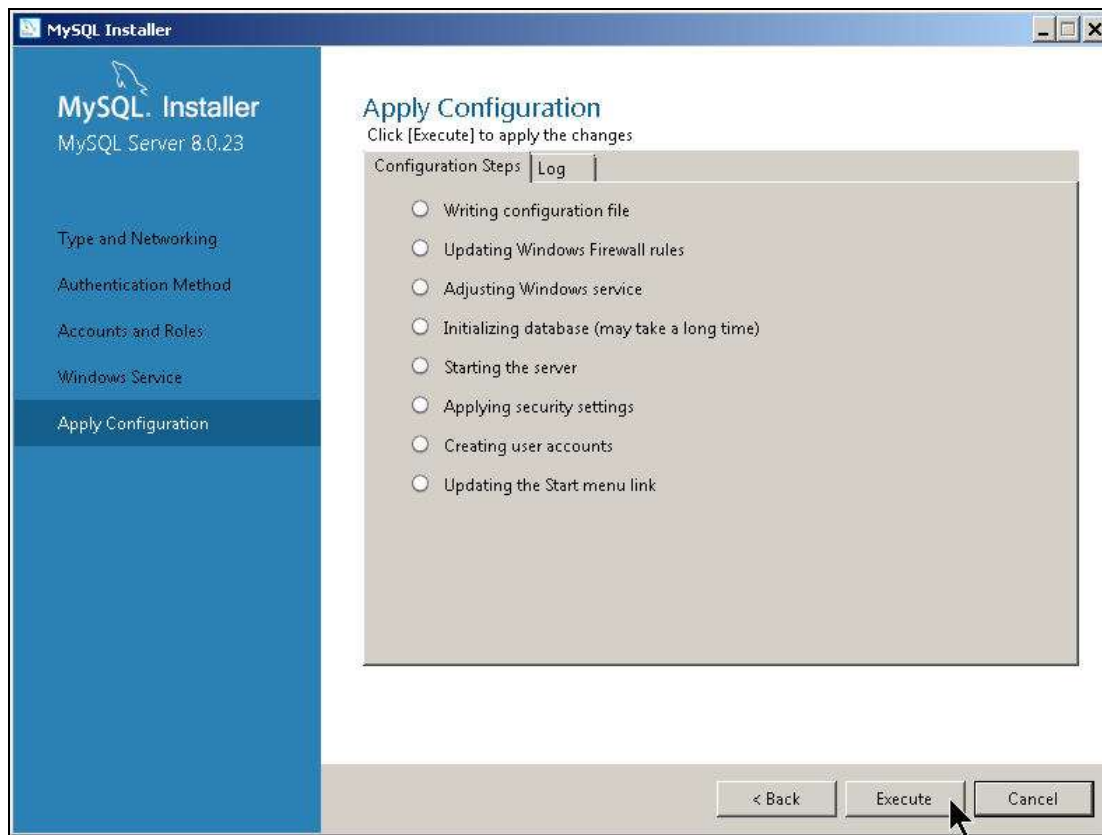 MySQL Installer
MySQL. Installer
MySQL Server 8.0.23
Type and Networking
Authentication Method
Accounts and Roles
Windows Service
Apply Configuration
Apply Configuration
Click [Execute] to apply the changes
Configuration Steps Log
Writing configuration file
Updating Windows Firewall rules
Adjusting Windows service
Initializing database (may take a long time)
Starting the server
Applying security settings
Creating user accounts
Updating the Start menu link
< Back Execute Cancel